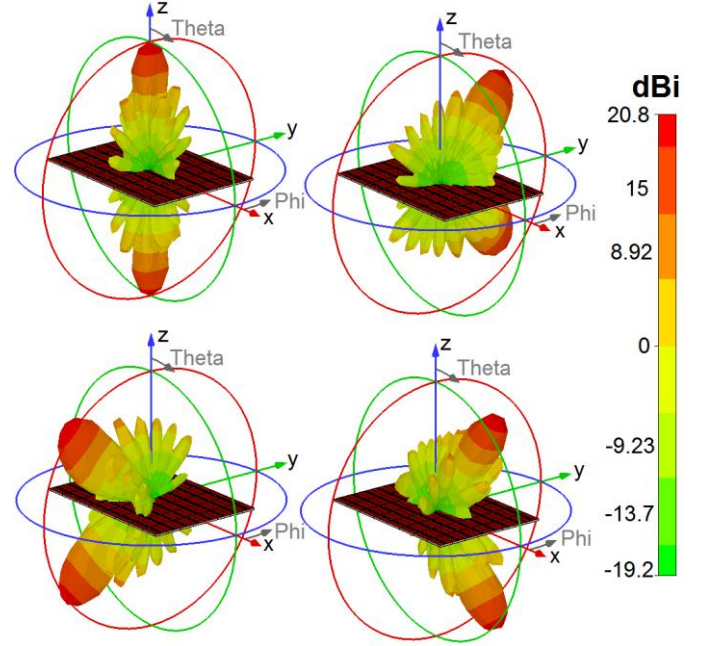 z
Theta
y
Phi
x
z
Theta
y
Phi
x
dBi
20.8
15
8.92
0
-9.23
-13.7
-19.2
z
Theta
y
Phi
x
z
Theta
y
Phi
x